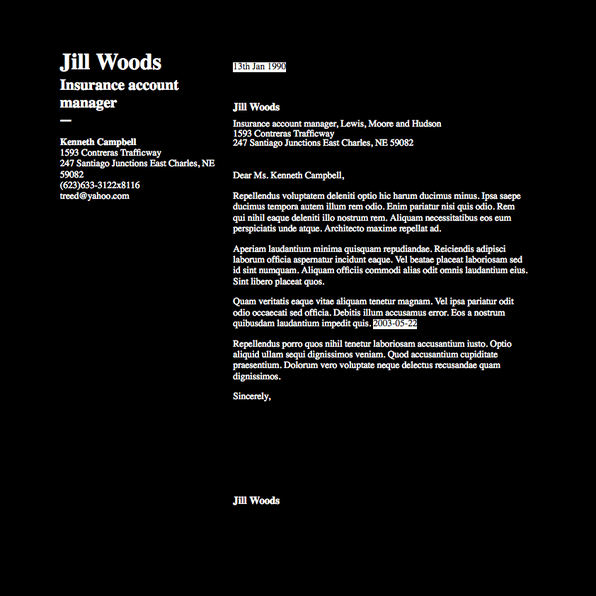 Jill Woods
Insurance account
manager
—
Kenneth Campbell
1593 Contreras Trafficway
247 Santiago Junctions East Charles, NE
59082
(623)633-3122x8116
treed@yahoo.com
13th Jan 1990
Jill Woods
Insurance account manager, Lewis, Moore and Hudson
1593 Contreras Trafficway
247 Santiago Junctions East Charles, NE 59082
Dear Ms. Kenneth Campbell,
Repellendus voluptatem deleniti optio hic harum ducimus minus. Ipsa saepe
ducimus tempora autem illum rem odio. Enim pariatur nisi quis odio. Rem
qui nihil eaque deleniti illo nostrum rem. Aliquam necessitatibus eos eum
perspiciatis unde atque. Architecto maxime repellat ad.
Aperiam laudantium minima quisquam repudiandae. Reiciendis adipisci
laborum officia aspernatur incidunt eaque. Vel beatae placeat laboriosam sed
id sint numquam. Aliquam officiis commodi alias odit omnis laudantium eius.
Sint libero placeat quos.
Quam veritatis eaque vitae aliquam tenetur magnam. Vel ipsa pariatur odit
odio occaecati sed officia. Debitis illum accusamus error. Eos a nostrum
quibusdam laudantium impedit quis. 2003-05-22
Repellendus porro quos nihil tenetur laboriosam accusantium iusto. Optio
aliquid ullam sequi dignissimos veniam. Quod accusantium cupiditate
praesentium. Dolorum vero voluptate neque delectus recusandae quam
dignissimos.
Sincerely,
Jill Woods